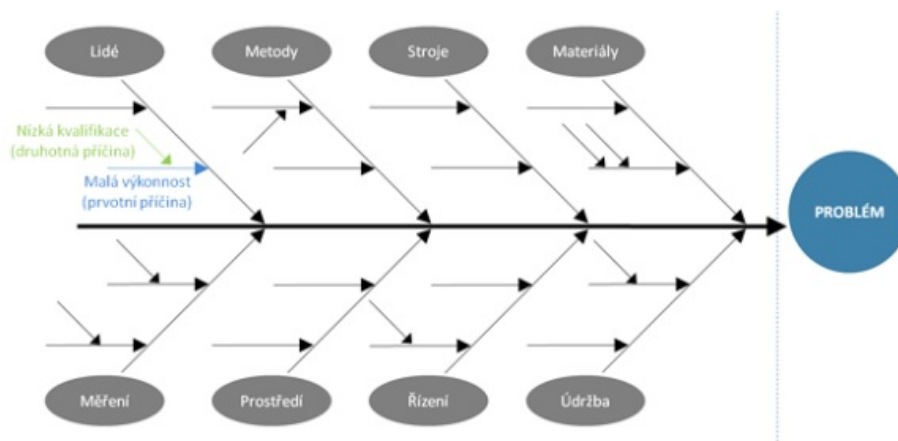 Lidé
Metody
Stroje
Materiály
Nízká kvalifikace
(druhotná příčina)
Malá výkonnost
(prvotní příčina)
PROBLÉM
Měření
Prostředí
Řízení
Údržba